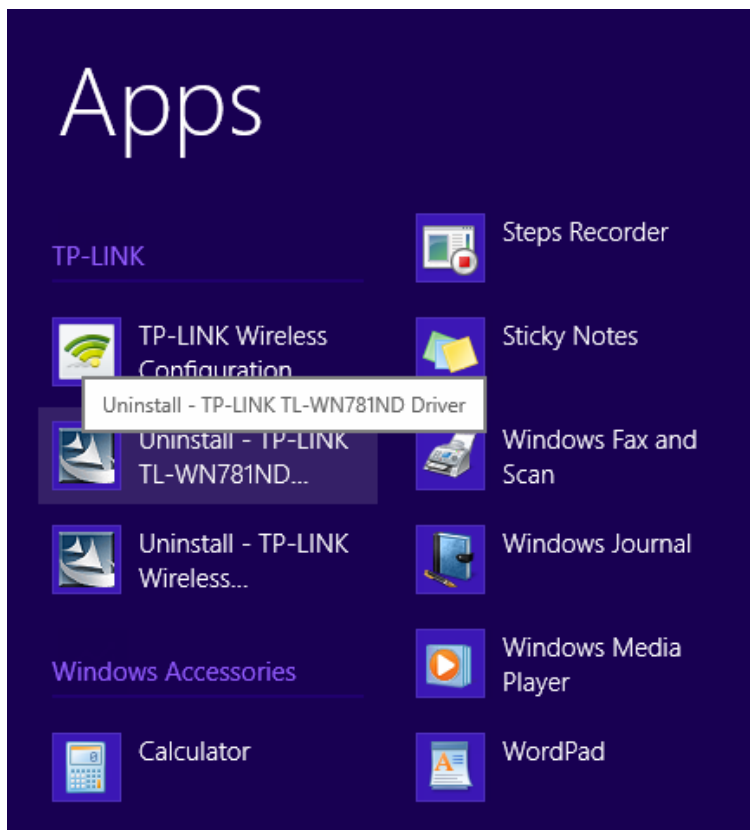 Apps
TP-LINK
TP-LINK Wireless
Configuration
Uninstall - TP-LINK TL-WN781ND Driver
Uninstall - TP-LINK
TL-WN781ND...
Uninstall - TP-LINK
Wireless...
Windows Accessories
Calculator
Steps Recorder
Sticky Notes
Windows Fax and
Scan
Windows Journal
Windows Media
Player
WordPad